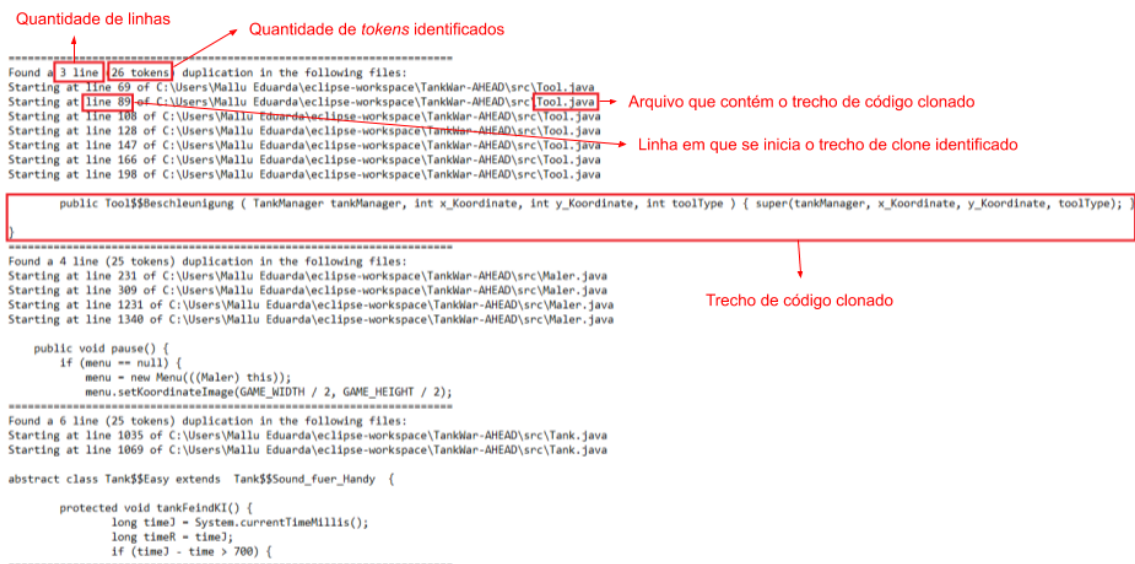 Quantidade de linhas
Quantidade de tokens identificados
======================================================================
Found a 3 line (26 tokens) duplication in the following files:
Starting at line 69 of C:\Users\Mallu Eduarda\eclipse-workspace\TankWar-AHEAD\src\Tool.java
Starting at line 89 of C:\Users\Mallu Eduarda\eclipse-workspace\TankWar-AHEAD\src\Tool.java
Arquivo que contém o trecho de código clonado
Starting at line 108 of C:\Users\Mallu Eduarda\eclipse-workspace\TankWar-AHEAD\src\Tool.java
Starting at line 128 of C:\Users\Mallu Eduarda\eclipse-workspace\TankWar-AHEAD\src\Tool.java
Starting at line 147 of C:\Users\Mallu Eduarda\eclipse-workspace\TankWar-AHEAD\src\Tool.java
Linha em que se inicia o trecho de clone identificado
Starting at line 166 of C:\Users\Mallu Eduarda\eclipse-workspace\TankWar-AHEAD\src\Tool.java
Starting at line 198 of C:\Users\Mallu Eduarda\eclipse-workspace\TankWar-AHEAD\src\Tool.java
public Tool$$Beschleunigung ( TankManager tankManager, int x_Koordinate, int y_Koordinate, int toolType ) { super(tankManager, x_Koordinate, y_Koordinate, toolType); }
}
======================================================================
Found a 4 line (25 tokens) duplication in the following files:
Starting at line 231 of C:\Users\Mallu Eduarda\eclipse-workspace\TankWar-AHEAD\src\Maler.java
Starting at line 309 of C:\Users\Mallu Eduarda\eclipse-workspace\TankWar-AHEAD\src\Maler.java
Starting at line 1231 of C:\Users\Mallu Eduarda\eclipse-workspace\TankWar-AHEAD\src\Maler.java
Starting at line 1340 of C:\Users\Mallu Eduarda\eclipse-workspace\TankWar-AHEAD\src\Maler.java
Trecho de código clonado
public void pause() {
if (menu == null) {
menu = new Menu(((Maler) this));
menu.setKoordinateImage(GAME_WIDTH / 2, GAME_HEIGHT / 2);
======================================================================
Found a 6 line (25 tokens) duplication in the following files:
Starting at line 1035 of C:\Users\Mallu Eduarda\eclipse-workspace\TankWar-AHEAD\src\Tank.java
Starting at line 1069 of C:\Users\Mallu Eduarda\eclipse-workspace\TankWar-AHEAD\src\Tank.java
abstract class Tank$$Easy extends  Tank$$Sound_fuer_Handy  {
protected void tankFeindKI() {
long timeJ = System.currentTimeMillis();
long timeR = timeJ;
if (timeJ - time > 700) {
======================================================================